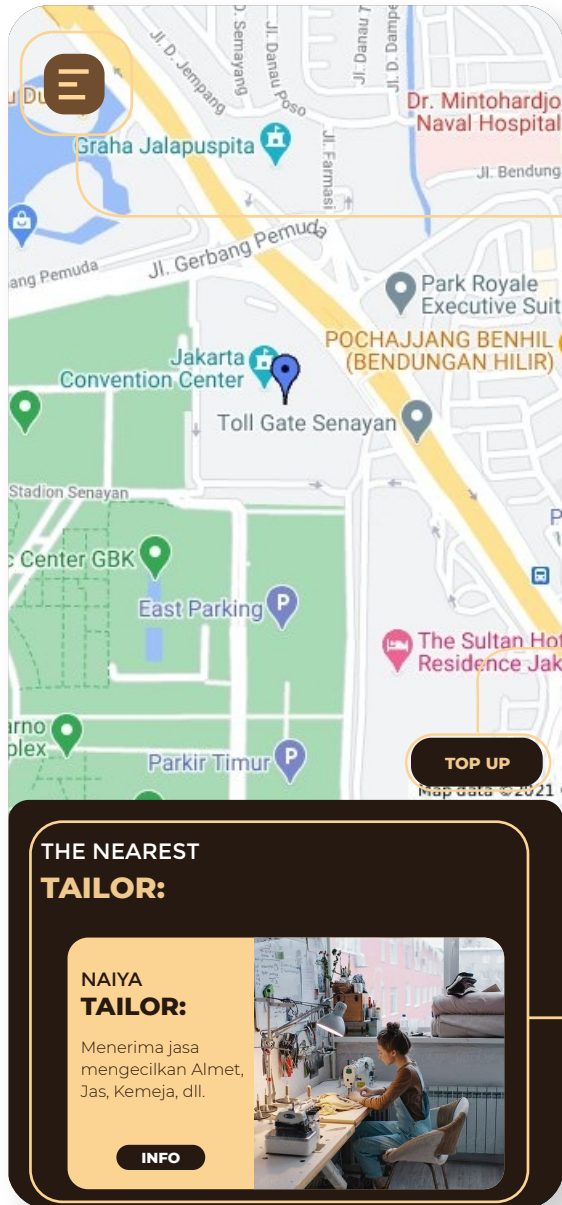 Jl. D. Jempang
D. Semayang
Jl. Danau Poso
Jl. Danau T
Jl. D. Dampe
u Du
Dr. Mintohardjo
Naval Hospital
Graha Jalapuspita
Jl. Farmasi
Jl. Bendung
ang Pemuda
Jl. Gerbang Pemuda
Park Royale
Executive Suit
POCHAJJANG BENHIL
(BENDUNGAN HILIR)
Jakarta
Convention Center
Toll Gate Senayan
Stadion Senayan
P
c Center GBK
East Parking
P
The Sultan Hot
Residence Jak
arno
plex
Parkir Timur
P
TOP UP
Map data ©2021
THE NEAREST
TAILOR:
NAIYA
TAILOR:
Menerima jasa
mengecilkan Almet,
Jas, Kemeja, dll.
INFO